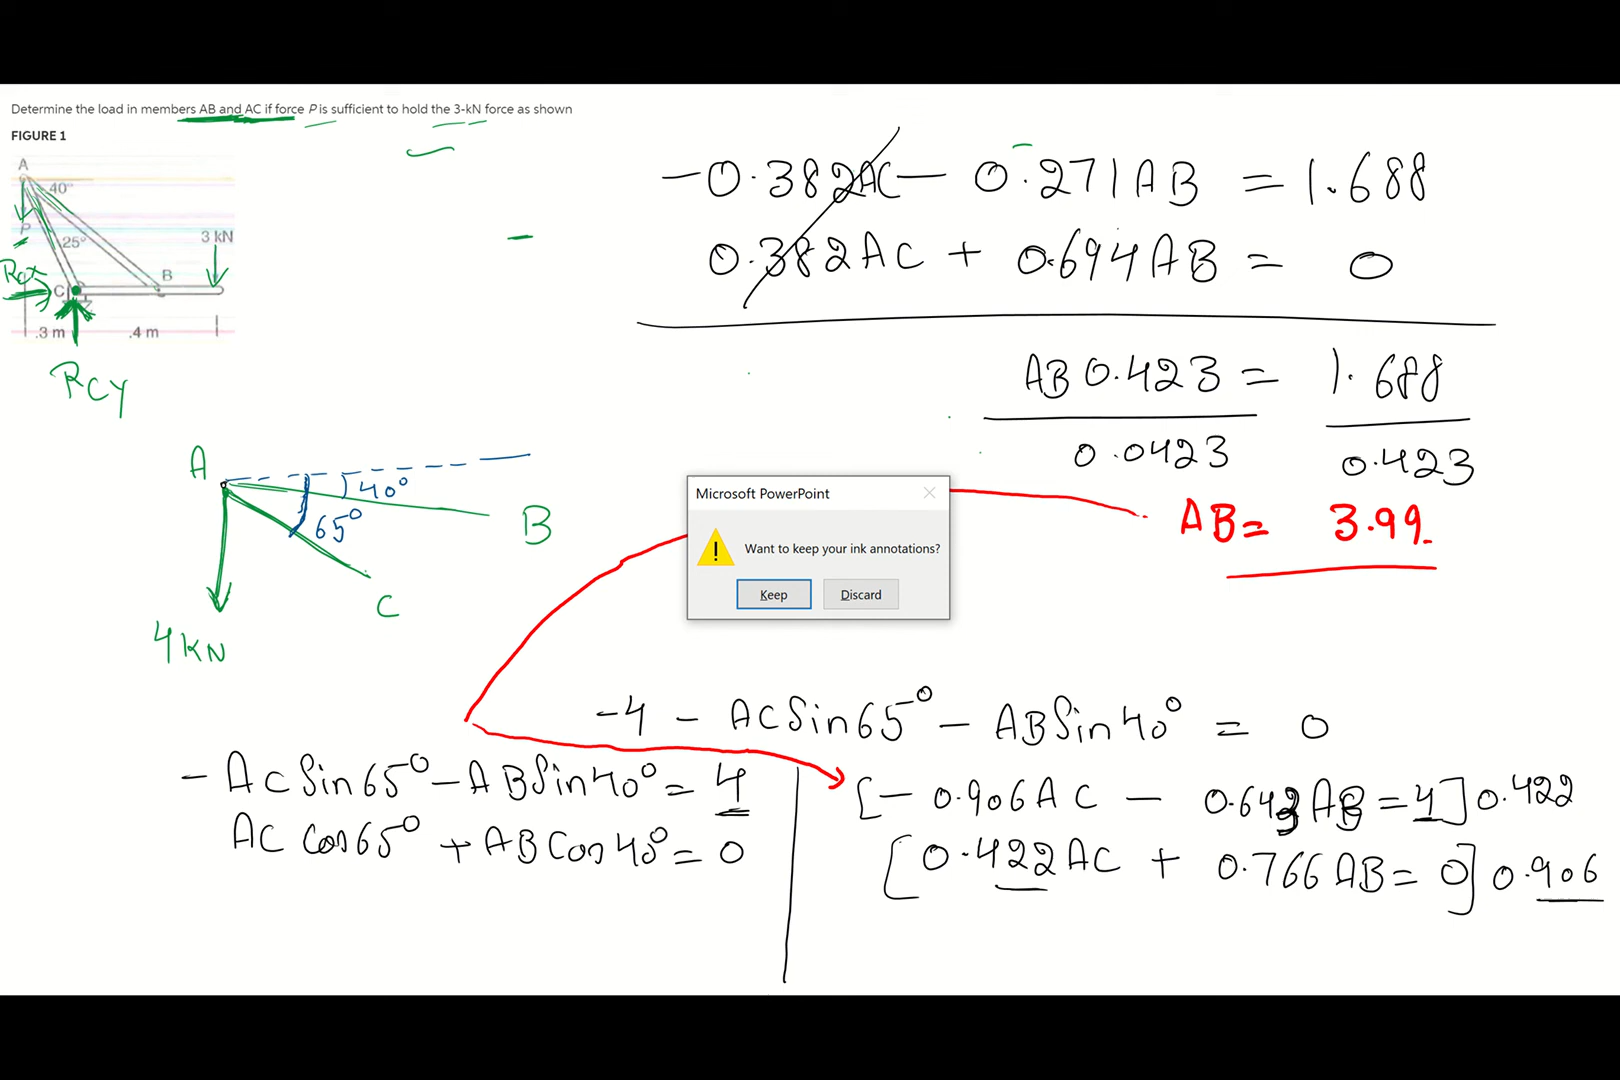 Determine the load in members AB and AC if force P is sufficient to hold the 3-kN force as shown
FIGURE 1
A
40°
P
25°
3 kN
Rcx
C
B
.3 m
.4 m
RCY
A
40°
65°
B
C
4KN
-0.382AC - 0.271AB = 1.688
0.382AC + 0.694AB = 0
AB 0.423 = 1.688
0.0423 0.423
AB = 3.99
Microsoft PowerPoint
Want to keep your ink annotations?
Keep
Discard
-4 - ACSin65° - ABSin40° = 0
- ACSin65° - ABSin40° = 4
AC Cos65° + ABCos40° = 0
[- 0.906AC - 0.643AB = 4] 0.422
[0.422AC + 0.766AB = 0] 0.906